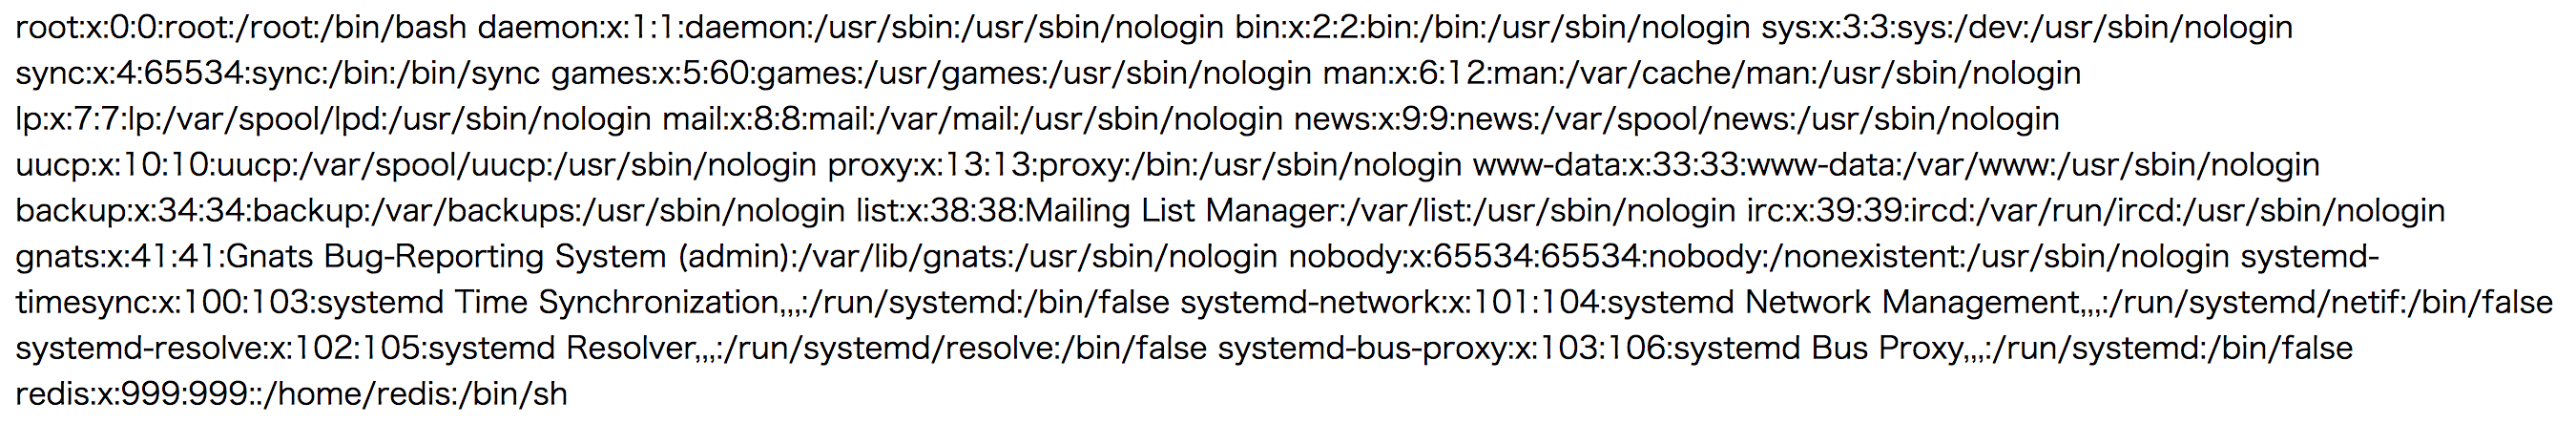 root:x:0:0:root:/root:/bin/bash daemon:x:1:1:daemon:/usr/sbin:/usr/sbin/nologin bin:x:2:2:bin:/bin:/usr/sbin/nologin sys:x:3:3:sys:/dev:/usr/sbin/nologin
sync:x:4:65534:sync:/bin:/bin/sync games:x:5:60:games:/usr/games:/usr/sbin/nologin man:x:6:12:man:/var/cache/man:/usr/sbin/nologin
lp:x:7:7:lp:/var/spool/lpd:/usr/sbin/nologin mail:x:8:8:mail:/var/mail:/usr/sbin/nologin news:x:9:9:news:/var/spool/news:/usr/sbin/nologin
uucp:x:10:10:uucp:/var/spool/uucp:/usr/sbin/nologin proxy:x:13:13:proxy:/bin:/usr/sbin/nologin www-data:x:33:33:www-data:/var/www:/usr/sbin/nologin
backup:x:34:34:backup:/var/backups:/usr/sbin/nologin list:x:38:38:Mailing List Manager:/var/list:/usr/sbin/nologin irc:x:39:39:ircd:/var/run/ircd:/usr/sbin/nologin
gnats:x:41:41:Gnats Bug-Reporting System (admin):/var/lib/gnats:/usr/sbin/nologin nobody:x:65534:65534:nobody:/nonexistent:/usr/sbin/nologin systemd-
timesync:x:100:103:systemd Time Synchronization,,,:/run/systemd:/bin/false systemd-network:x:101:104:systemd Network Management,,,:/run/systemd/netif:/bin/false
systemd-resolve:x:102:105:systemd Resolver,,,:/run/systemd/resolve:/bin/false systemd-bus-proxy:x:103:106:systemd Bus Proxy,,,:/run/systemd:/bin/false
redis:x:999:999::/home/redis:/bin/sh